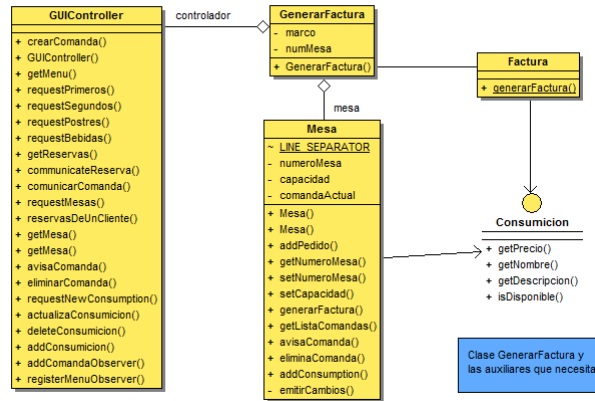 GUIController
+ crearComanda()
+ GUIController()
+ getMenu()
+ requestPrimeros()
+ requestSegundos()
+ requestPostres()
+ requestBebidas()
+ getReservas()
+ communicateReserva()
+ comunicarComanda()
+ requestMesas()
+ reservasDeUnCliente()
+ getMesa()
+ getMesa()
+ avisaComanda()
+ eliminarComanda()
+ requestNewConsumption()
+ actualizaConsumicion()
+ deleteConsumicion()
+ addConsumicion()
+ addComandaObserver()
+ registerMenuObserver()
controlador
GenerarFactura
- marco
- numMesa
+ GenerarFactura()
mesa
Mesa
~ LINE_SEPARATOR
- numeroMesa
- capacidad
- comandaActual
+ Mesa()
+ Mesa()
+ addPedido()
+ getNumeroMesa()
+ setNumeroMesa()
+ setCapacidad()
+ generarFactura()
+ getListaComandas()
+ avisaComanda()
+ eliminaComanda()
+ addConsumption()
- emitirCambios()
Factura
+ generarFactura()
Consumicion
+ getPrecio()
+ getNombre()
+ getDescripcion()
+ isDisponible()
Clase GenerarFactura y
las auxiliares que necesita